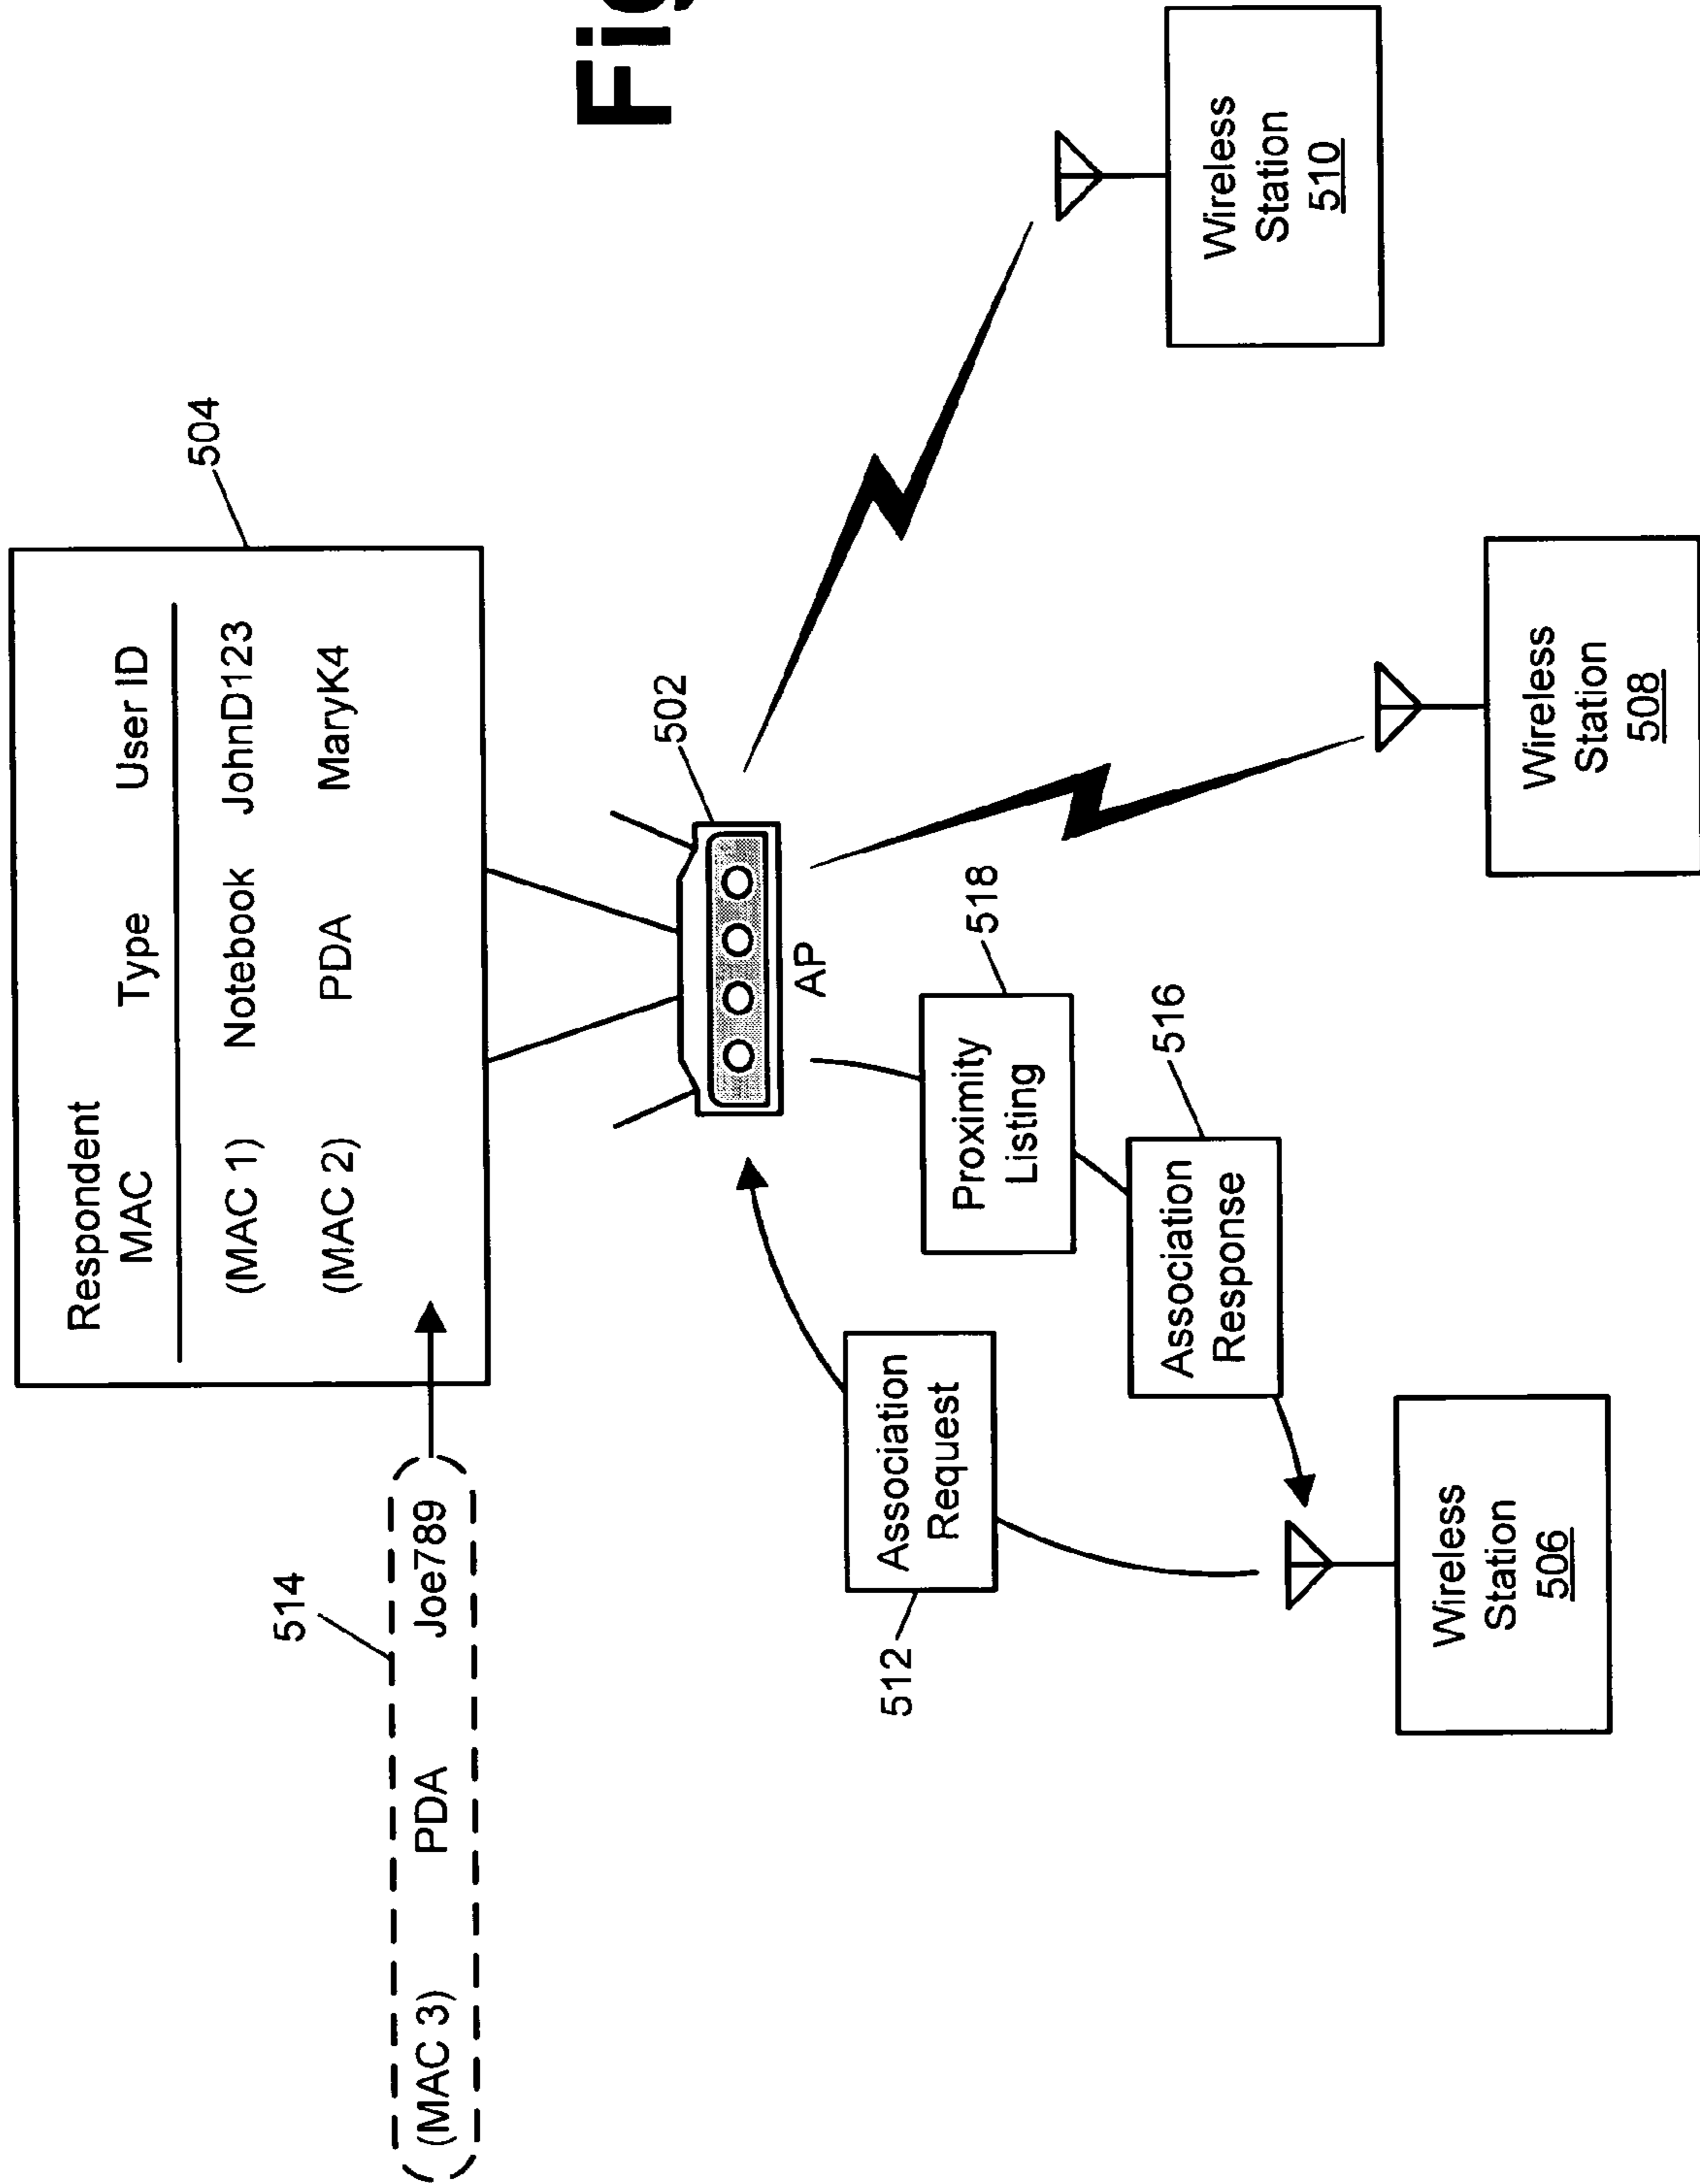 504
Respondent
MAC Type User ID
(MAC 1) Notebook JohnD123
(MAC 2) PDA MaryK4
514
(MAC 3) PDA Joe789
502
AP
512
Association
Request
Proximity
Listing
518
Association
Response
516
Wireless
Station
506
Wireless
Station
508
Wireless
Station
510